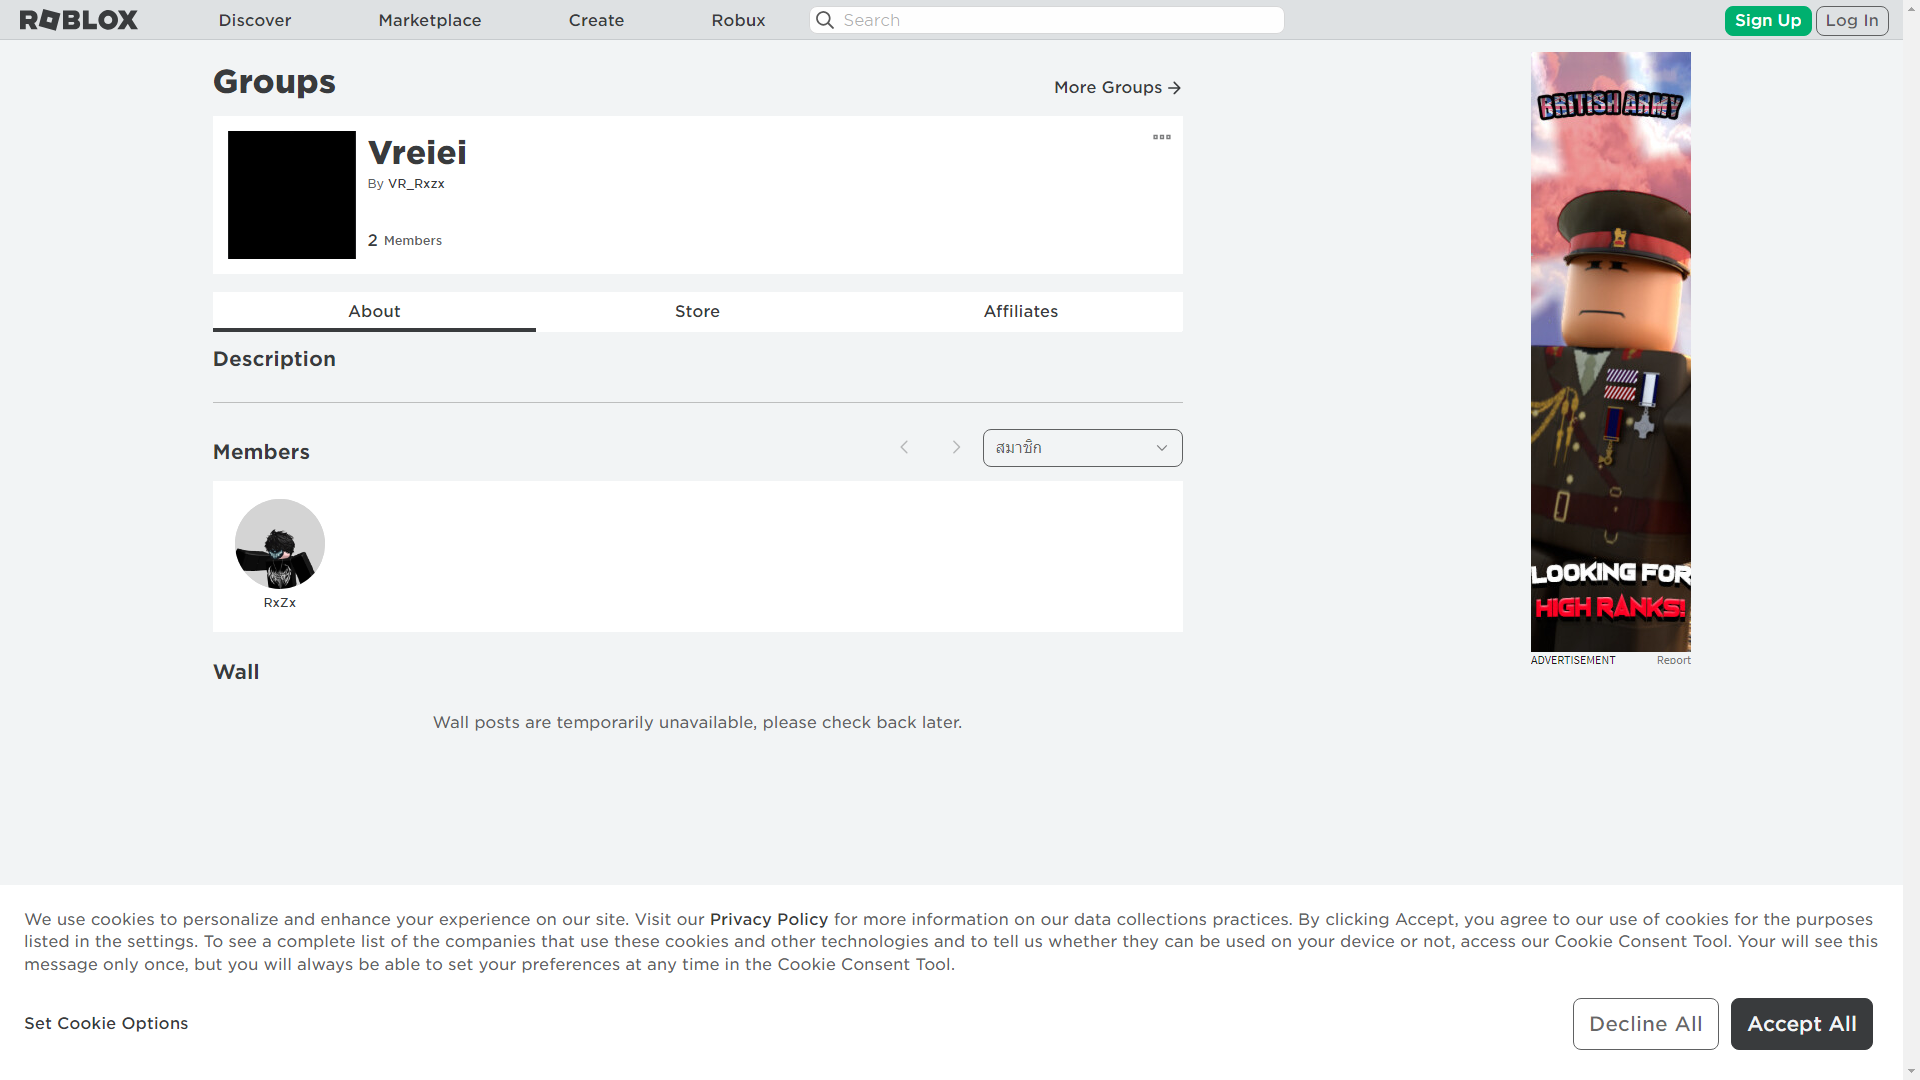 ROBLOX
Discover
Marketplace
Create
Robux
Search
Sign Up
Log In
Groups
More Groups
Vreiei
By VR_Rxzx
2 Members
About
Store
Affiliates
Description
Members
สมาชิก
RxZx
Wall
Wall posts are temporarily unavailable, please check back later.
BRITISH ARMY
LOOKING FOR
HIGH RANKS!
ADVERTISEMENT
Report
We use cookies to personalize and enhance your experience on our site. Visit our Privacy Policy for more information on our data collections practices. By clicking Accept, you agree to our use of cookies for the purposes
listed in the settings. To see a complete list of the companies that use these cookies and other technologies and to tell us whether they can be used on your device or not, access our Cookie Consent Tool. Your will see this
message only once, but you will always be able to set your preferences at any time in the Cookie Consent Tool.
Set Cookie Options
Decline All
Accept All